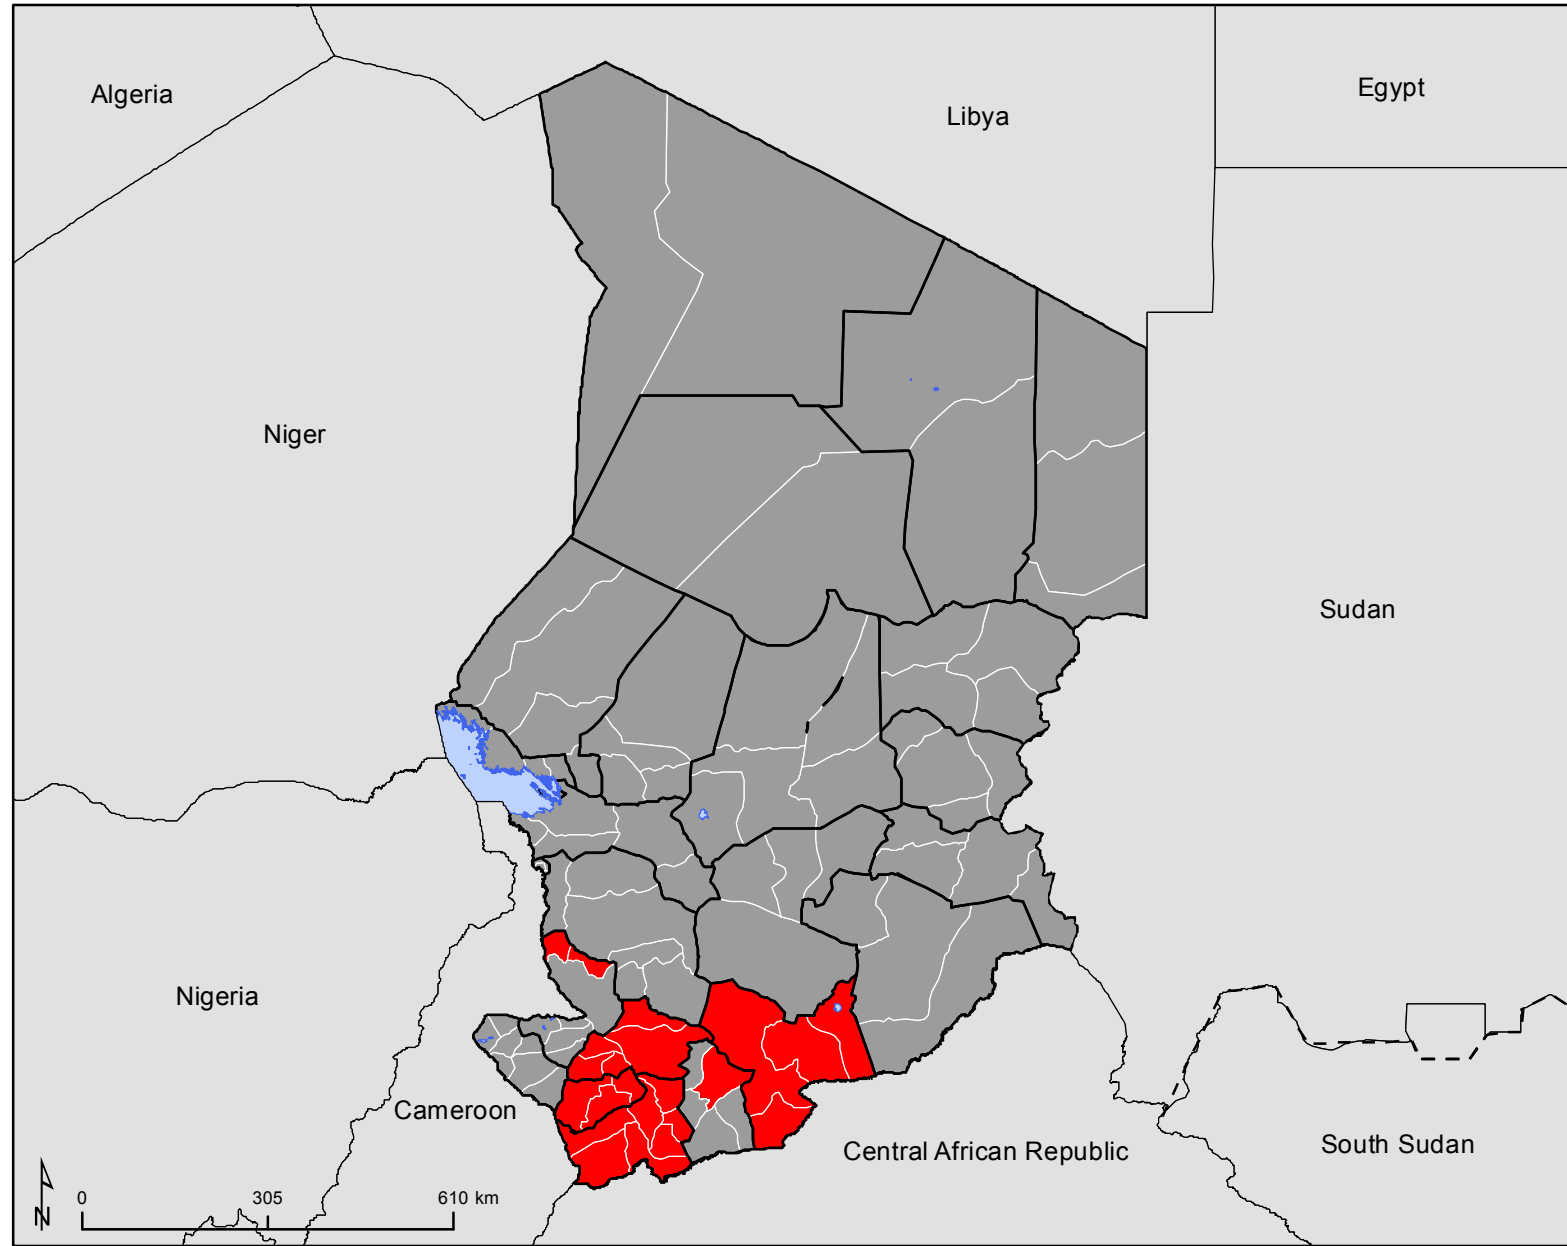 Algeria
Libya
Egypt
Niger
Sudan
Nigeria
Cameroon
Central African Republic
South Sudan
N
0 305 610 km